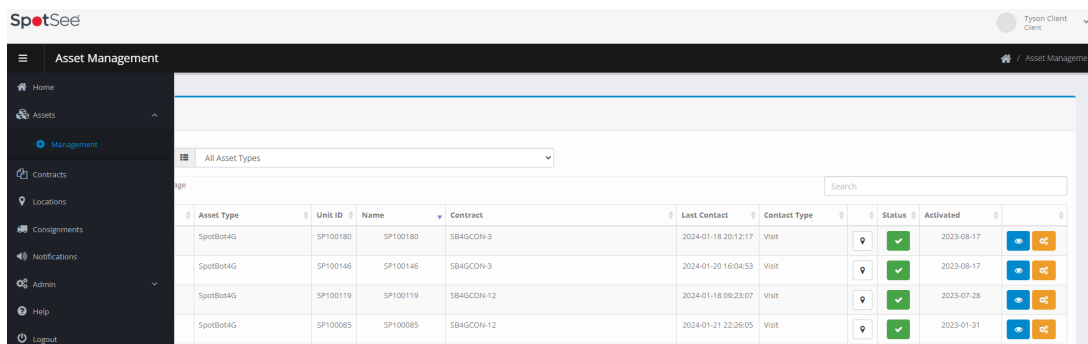 SpotSee
Tyson Client
Client
Asset Management
/ Asset Manageme
Home
Assets
Management
Contracts
Locations
Consignments
Notifications
Admin
Help
Logout
All Asset Types
age
Search
Asset Type Unit ID Name Contract Last Contact Contact Type Status Activated
SpotBot4G SP100180 SP100180 SB4GCON-3 2024-01-18 20:12:17 Visit 2023-08-17
SpotBot4G SP100146 SP100146 SB4GCON-3 2024-01-20 16:04:53 Visit 2023-08-17
SpotBot4G SP100119 SP100119 SB4GCON-12 2024-01-18 09:23:07 Visit 2023-07-28
SpotBot4G SP100085 SP100085 SB4GCON-12 2024-01-21 22:26:05 Visit 2023-01-31